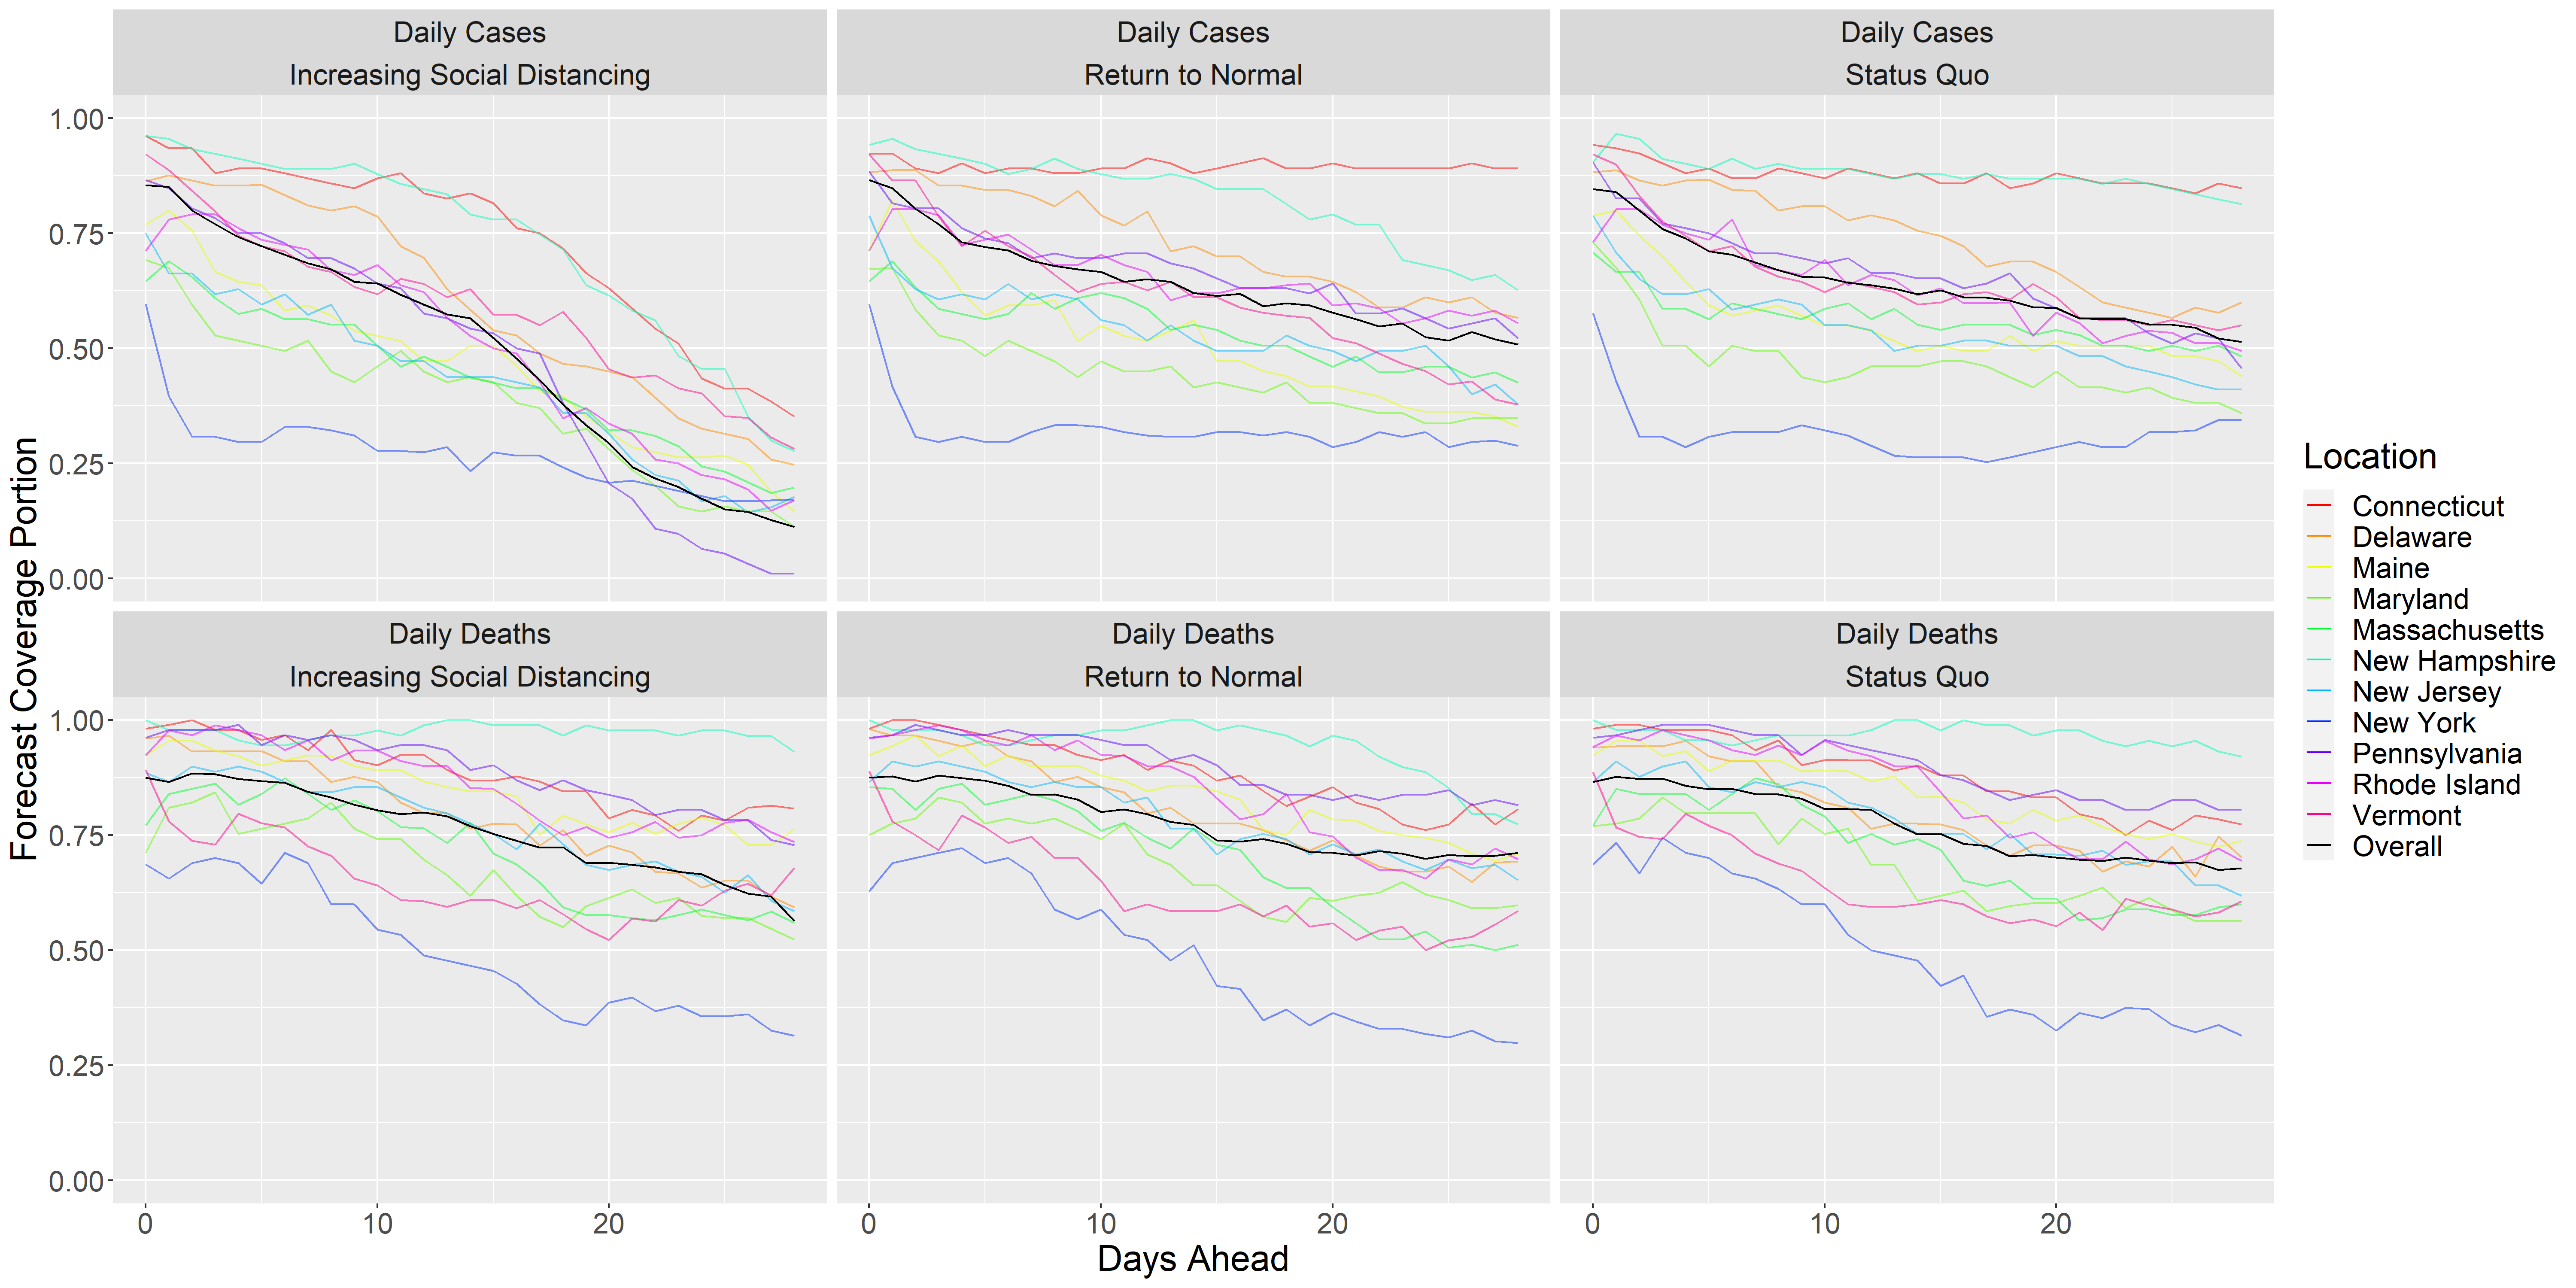 Daily Cases
Increasing Social Distancing
Daily Cases
Return to Normal
Daily Cases
Status Quo
1.00
0.75
0.50
0.25
0.00
Daily Deaths
Increasing Social Distancing
Daily Deaths
Return to Normal
Daily Deaths
Status Quo
1.00
0.75
0.50
0.25
0.00
0 10 20
0 10 20
0 10 20
Days Ahead
Forecast Coverage Portion
Location
Connecticut
Delaware
Maine
Maryland
Massachusetts
New Hampshire
New Jersey
New York
Pennsylvania
Rhode Island
Vermont
Overall